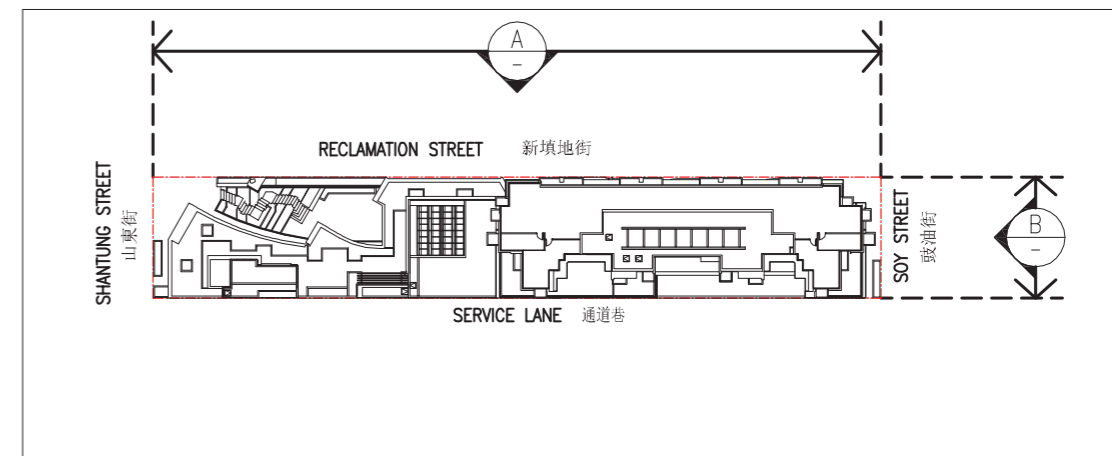 A
-
RECLAMATION STREET 新填地街
SHANTUNG STREET
山東街
B
-
SOY STREET
豉油街
SERVICE LANE 通道巷